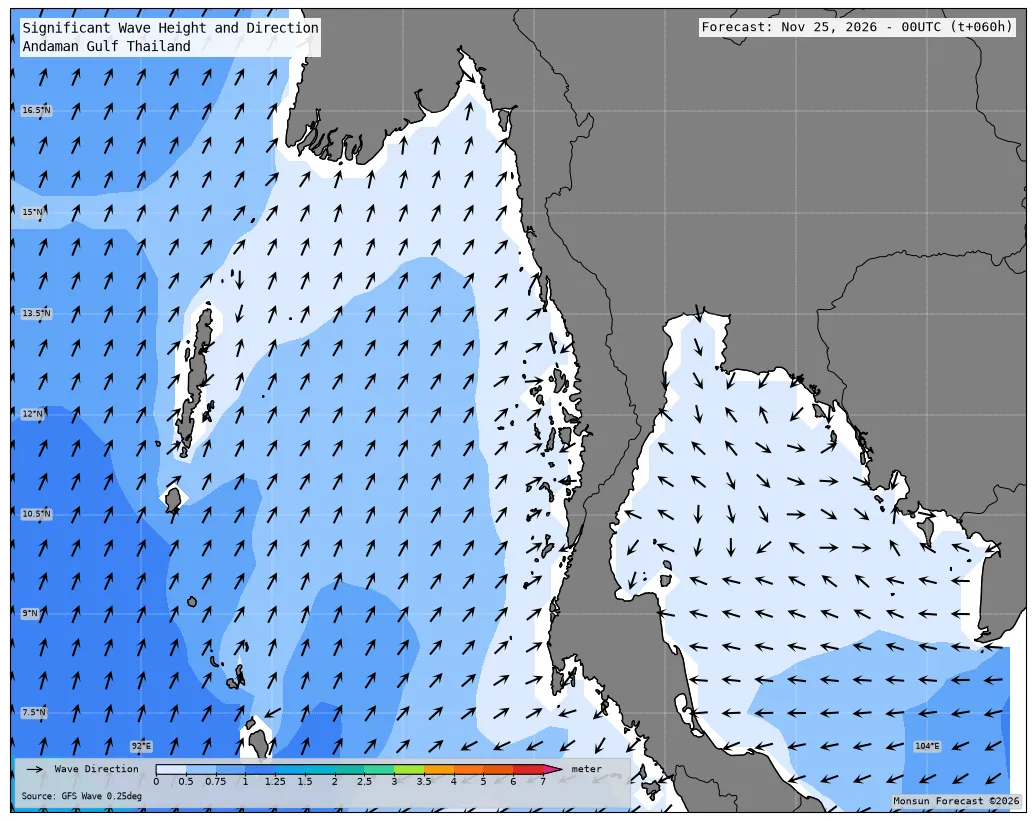 Significant Wave Height and Direction
Andaman Gulf Thailand
Forecast: Nov 25, 2026 - 00UTC (t+060h)
16.5°N
15°N
13.5°N
12°N
10.5°N
9°N
7.5°N
92°E
104°E
Wave Direction
0 0.5 0.75 1 1.25 1.5 2 2.5 3 3.5 4 5 6 7
meter
Source: GFS Wave 0.25deg
Monsun Forecast ©2026